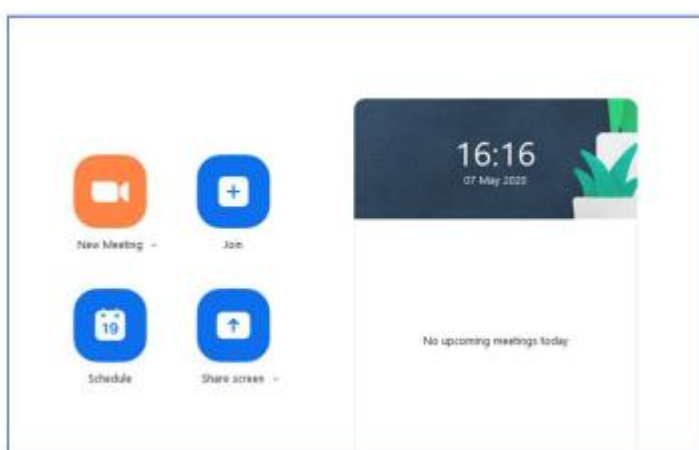 16:16
07 May 2020
New Meeting
Join
19
Schedule
Share screen
No upcoming meetings today